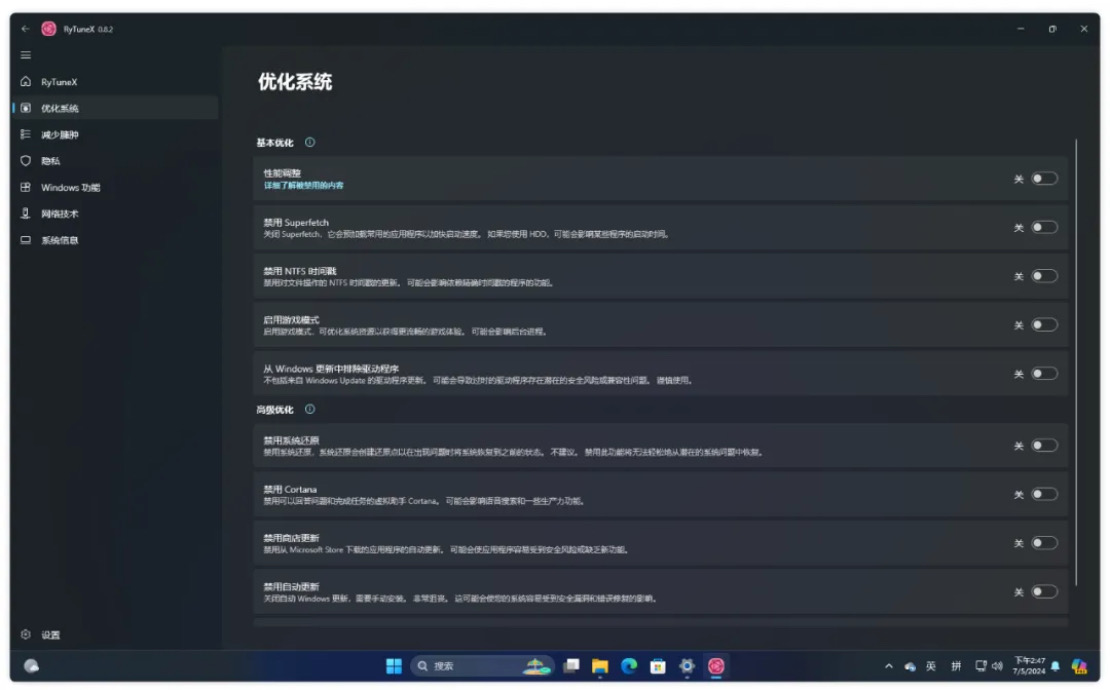 RyTuneX 0.8.2
RyTuneX
优化系统
减少臃肿
隐私
Windows 功能
网络技术
系统信息
设置
优化系统
基本优化
性能调整
详细了解被禁用的内容
关
禁用 Superfetch
关闭 Superfetch，它会预加载常用的应用程序以加快启动速度。 如果您使用 HDD，可能会影响某些程序的启动时间。
关
禁用 NTFS 时间戳
禁用对文件操作的 NTFS 时间戳的更新。 可能会影响依赖精确时间戳的程序的功能。
关
启用游戏模式
启用游戏模式，可优化系统资源以获得更流畅的游戏体验。 可能会影响后台进程。
关
从 Windows 更新中排除驱动程序
不包括来自 Windows Update 的驱动程序更新。 可能会导致过时的驱动程序存在潜在的安全风险或兼容性问题。 谨慎使用。
关
高级优化
禁用系统还原
禁用系统还原，系统还原会创建还原点以在出现问题时将系统恢复到之前的状态。 不建议。 禁用此功能将无法轻松地从潜在的系统问题中恢复。
关
禁用 Cortana
禁用可以回答问题和完成任务的虚拟助手 Cortana。 可能会影响语音搜索和一些生产力功能。
关
禁用商店更新
禁用从 Microsoft Store 下载的应用程序的自动更新。 可能会使应用程序容易受到安全风险或缺乏新功能。
关
禁用自动更新
关闭自动 Windows 更新，需要手动安装。 非常沮丧。 这可能会使您的系统容易受到安全漏洞和错误修复的影响。
关
搜索
英
拼
下午2:47
7/5/2024